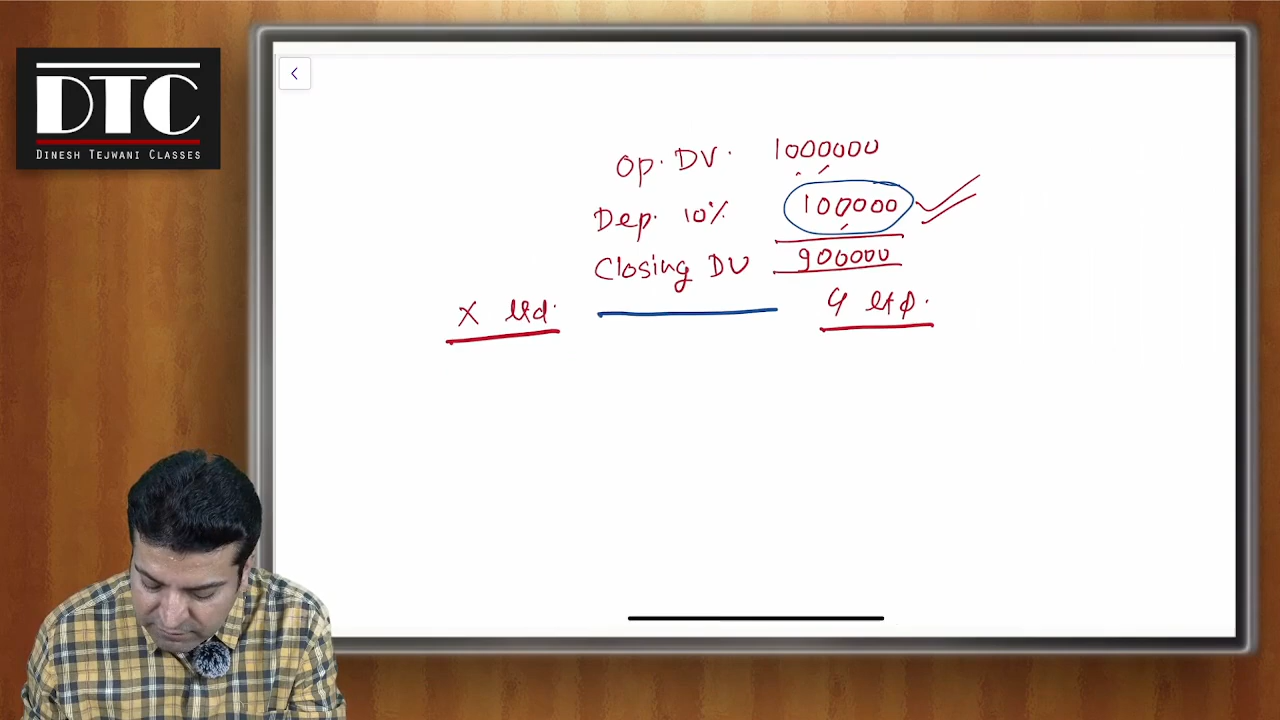 DTC
DINESH TEJWANI CLASSES
Op. DV. 1000000
Dep. 10% 100000
Closing DV 900000
X Ltd. Y Ltd.